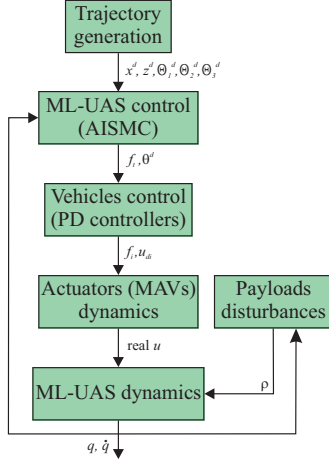 Trajectory
generation
x^d, z^d, Θ_1^d, Θ_2^d, Θ_3^d
ML-UAS control
(AISMC)
f_t, θ^d
Vehicles control
(PD controllers)
f_i, u_di
Actuators (MAVs)
dynamics
Payloads
disturbances
real u
ρ
ML-UAS dynamics
q, q̇